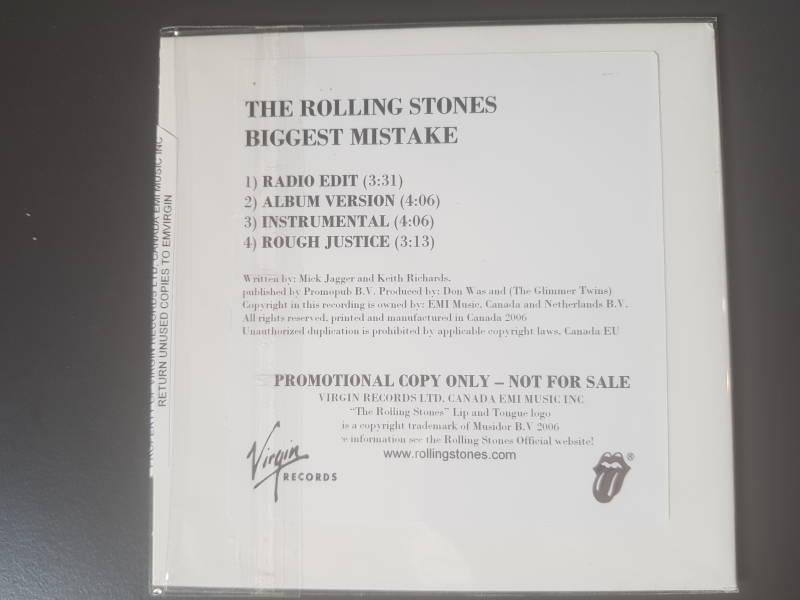 THE ROLLING STONES
BIGGEST MISTAKE
1) RADIO EDIT (3:31)
2) ALBUM VERSION (4:06)
3) INSTRUMENTAL (4:06)
4) ROUGH JUSTICE (3:13)
Written by: Mick Jagger and Keith Richards.
published by Promopub B.V. Produced by: Don Was and (The Glimmer Twins)
Copyright in this recording is owned by: EMI Music. Canada and Netherlands B.V.
All rights reserved, printed and manufactured in Canada 2006
Unauthorized duplication is prohibited by applicable copyright laws. Canada EU
PROMOTIONAL COPY ONLY – NOT FOR SALE
VIRGIN RECORDS LTD. CANADA EMI MUSIC INC
"The Rolling Stones" Lip and Tongue logo
is a copyright trademark of Musidor B.V 2006
information see the Rolling Stones Official website!
www.rollingstones.com
Virgin
RECORDS
®
VIRGIN RECORDS LTD. CANADA EMI MUSIC INC
RETURN UNUSED COPIES TO EMVIRGIN